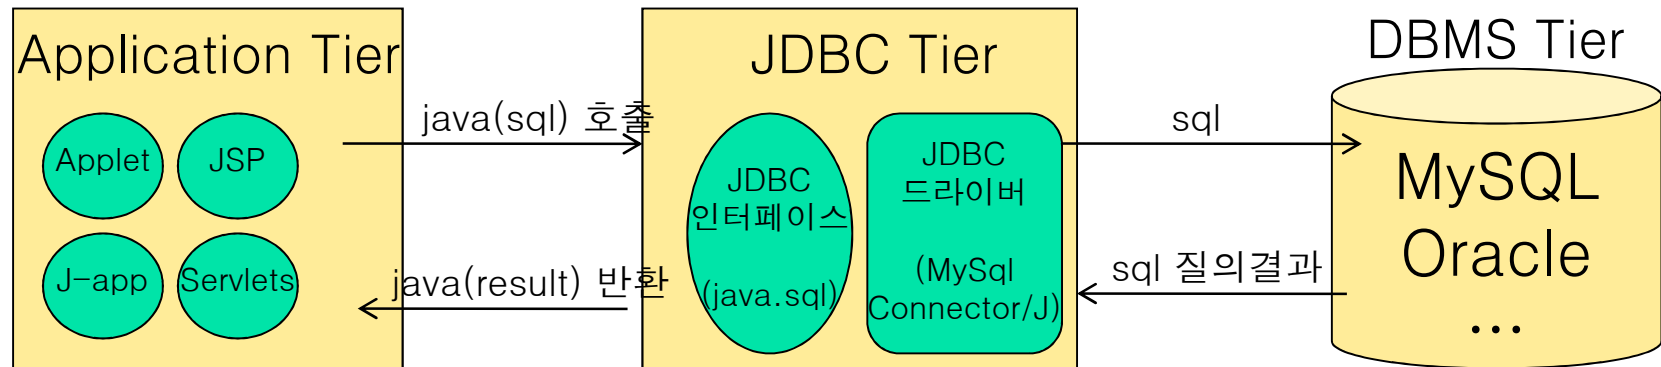 Application Tier
Applet
JSP
J-app
Servlets
java(sql) 호출
java(result) 반환
JDBC Tier
JDBC
인터페이스
(java.sql)
JDBC
드라이버
(MySql
Connector/J)
sql
sql 질의결과
DBMS Tier
MySQL
Oracle
...